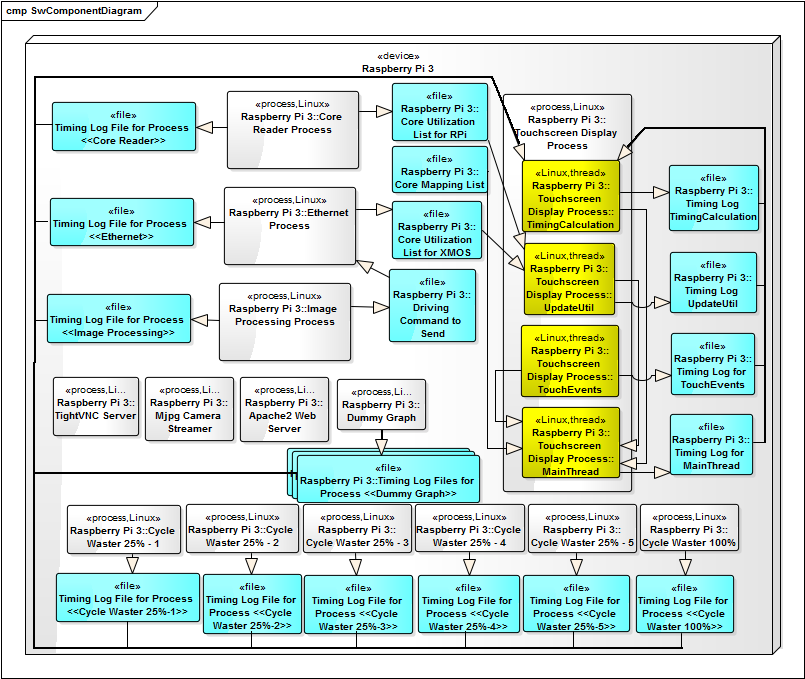 cmp SwComponentDiagram
«device»
Raspberry Pi 3
«file»
Timing Log File for Process
<<Core Reader>>
«process,Linux»
Raspberry Pi 3::Core
Reader Process
«file»
Raspberry Pi 3::
Core Utilization
List for RPi
«file»
Raspberry Pi 3::
Core Mapping List
«process,Linux»
Raspberry Pi 3::
Touchscreen Display
Process
«Linux,thread»
Raspberry Pi 3::
Touchscreen
Display Process::
TimingCalculation
«file»
Raspberry Pi 3::
Timing Log
TimingCalculation
«file»
Timing Log File for Process
<<Ethernet>>
«process,Linux»
Raspberry Pi 3::Ethernet
Process
«file»
Raspberry Pi 3::
Core Utilization
List for XMOS
«Linux,thread»
Raspberry Pi 3::
Touchscreen
Display Process::
UpdateUtil
«file»
Raspberry Pi 3::
Timing Log
UpdateUtil
«file»
Timing Log File for Process
<<Image Processing>>
«process,Linux»
Raspberry Pi 3::Image
Processing Process
«file»
Raspberry Pi 3::
Driving
Command to
Send
«Linux,thread»
Raspberry Pi 3::
Touchscreen
Display Process::
TouchEvents
«file»
Raspberry Pi 3::
Timing Log for
TouchEvents
«process,Li...
Raspberry Pi 3::
TightVNC Server
«process,Li...
Raspberry Pi 3::
Mjpg Camera
Streamer
«process,Li...
Raspberry Pi 3::
Apache2 Web
Server
«process,Li...
Raspberry Pi 3::
Dummy Graph
«Linux,thread»
Raspberry Pi 3::
Touchscreen
Display Process::
MainThread
«file»
Raspberry Pi 3::
Timing Log for
MainThread
«file»
Raspberry Pi 3::Timing Log Files for
Process <<Dummy Graph>>
«process,Linux»
Raspberry Pi 3::Cycle
Waster 25% - 1
«process,Linux»
Raspberry Pi 3::Cycle
Waster 25% - 2
«process,Linux»
Raspberry Pi 3::
Cycle Waster 25% - 3
«process,Linux»
Raspberry Pi 3::Cycle
Waster 25% - 4
«process,Linux»
Raspberry Pi 3::
Cycle Waster 25% - 5
«process,Linux»
Raspberry Pi 3::
Cycle Waster 100%
«file»
Timing Log File for Process
<<Cycle Waster 25%-1>>
«file»
Timing Log File for
Process <<Cycle
Waster 25%-2>>
«file»
Timing Log File for
Process <<Cycle
Waster 25%-3>>
«file»
Timing Log File for
Process <<Cycle
Waster 25%-4>>
«file»
Timing Log File for
Process <<Cycle
Waster 25%-5>>
«file»
Timing Log File for
Process <<Cycle
Waster 100%>>